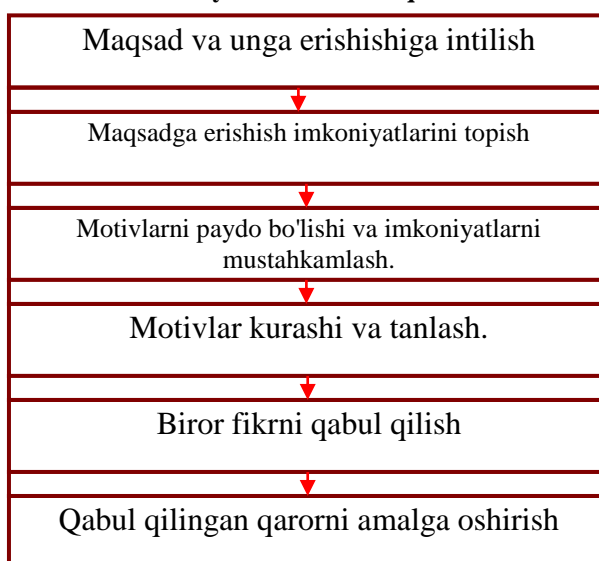 Maqsad va unga erishishiga intilish
Maqsadga erishish imkoniyatlarini topish
Motivlarni paydo bo'lishi va imkoniyatlarni
mustahkamlash.
Motivlar kurashi va tanlash.
Biror fikrni qabul qilish
Qabul qilingan qarorni amalga oshirish